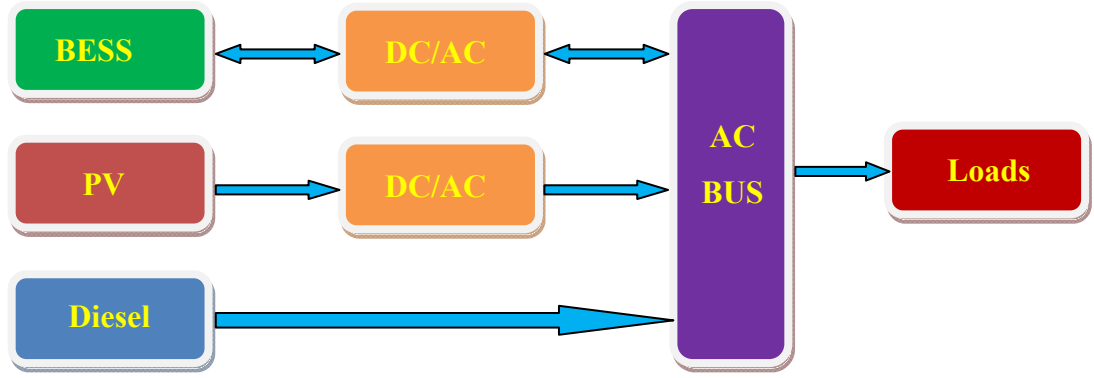 BESS
DC/AC
PV
DC/AC
Diesel
AC
BUS
Loads